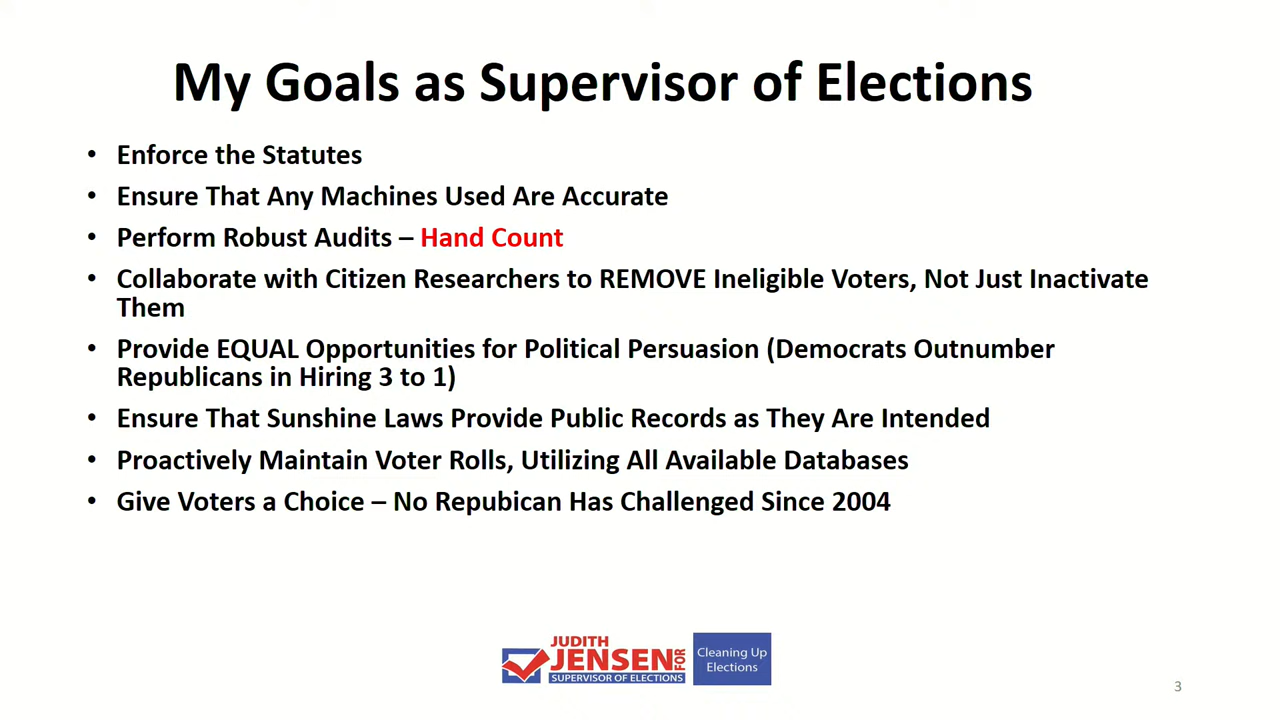 My Goals as Supervisor of Elections
• Enforce the Statutes
• Ensure That Any Machines Used Are Accurate
• Perform Robust Audits – Hand Count
• Collaborate with Citizen Researchers to REMOVE Ineligible Voters, Not Just Inactivate
Them
• Provide EQUAL Opportunities for Political Persuasion (Democrats Outnumber
Republicans in Hiring 3 to 1)
• Ensure That Sunshine Laws Provide Public Records as They Are Intended
• Proactively Maintain Voter Rolls, Utilizing All Available Databases
• Give Voters a Choice – No Repubican Has Challenged Since 2004
JUDITH
JENSEN FOR
SUPERVISOR OF ELECTIONS
Cleaning Up
Elections
3